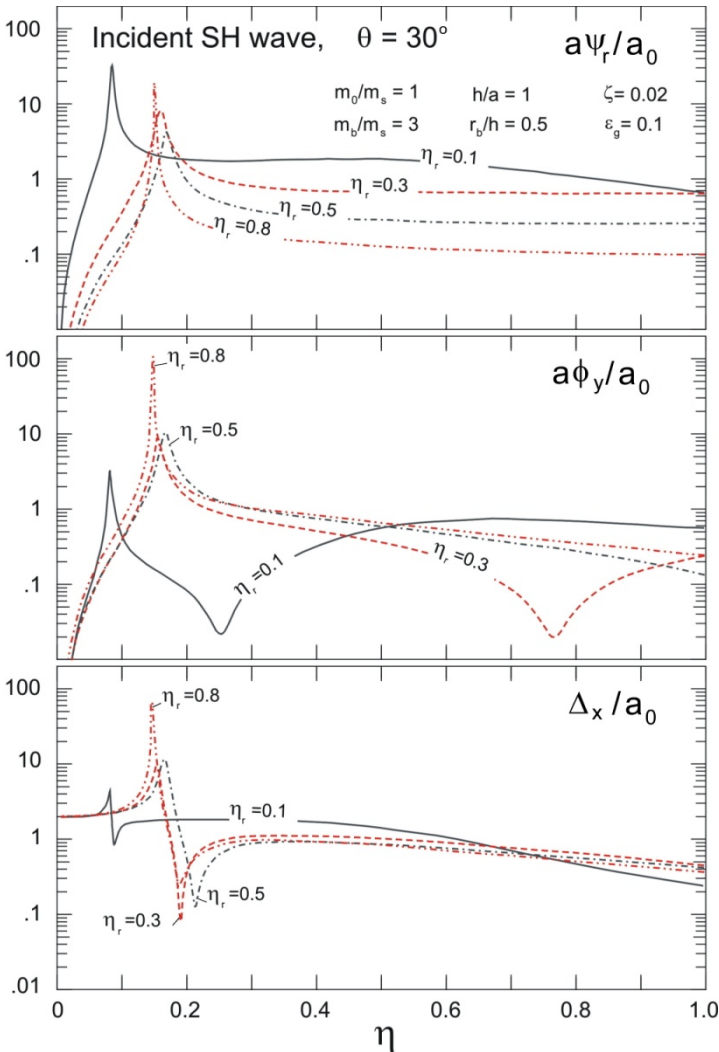 Incident SH wave, θ = 30° aψᵣ/a₀
100
m₀/mₛ = 1 h/a = 1 ζ= 0.02
m_b/mₛ = 3 r_b/h = 0.5 ε_g = 0.1
10
ηᵣ=0.1
1
ηᵣ=0.3
ηᵣ=0.5
ηᵣ=0.8
.1
100
ηᵣ=0.8
aϕ_y/a₀
10
ηᵣ=0.5
1
ηᵣ=0.1
ηᵣ=0.3
.1
100
ηᵣ=0.8
Δₓ/a₀
10
ηᵣ=0.1
1
ηᵣ=0.5
.1
ηᵣ=0.3
.01
0 0.2 0.4 0.6 0.8 1.0
η